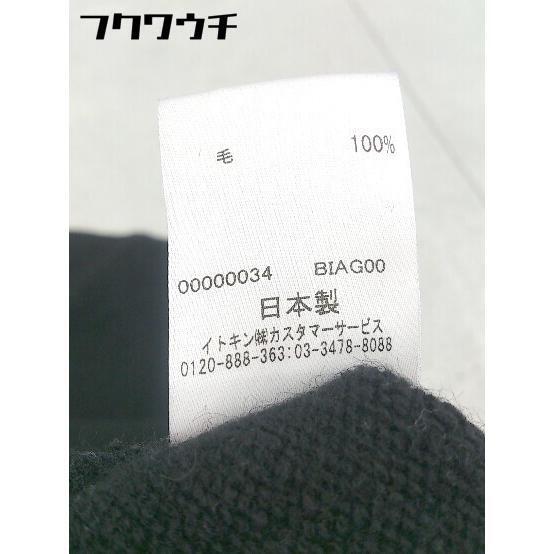 フクワウチ
毛 100%
00000034 BIAG00
日本製
イトキン㈱カスタマーサービス
0120-888-363:03-3478-8088